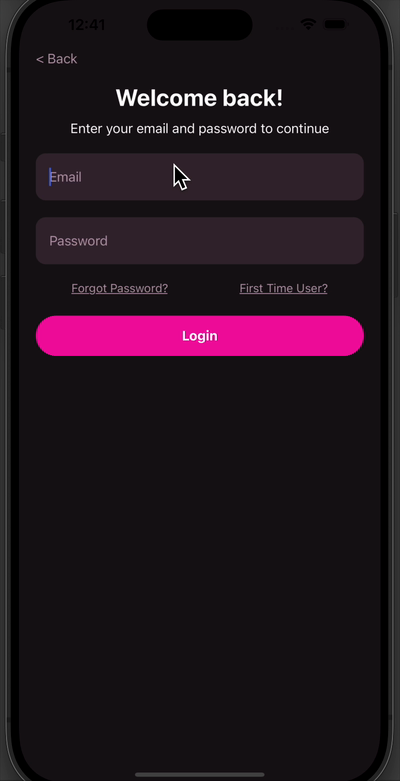 12:41
< Back
Welcome back!
Enter your email and password to continue
Email
Password
Forgot Password? First Time User?
Login